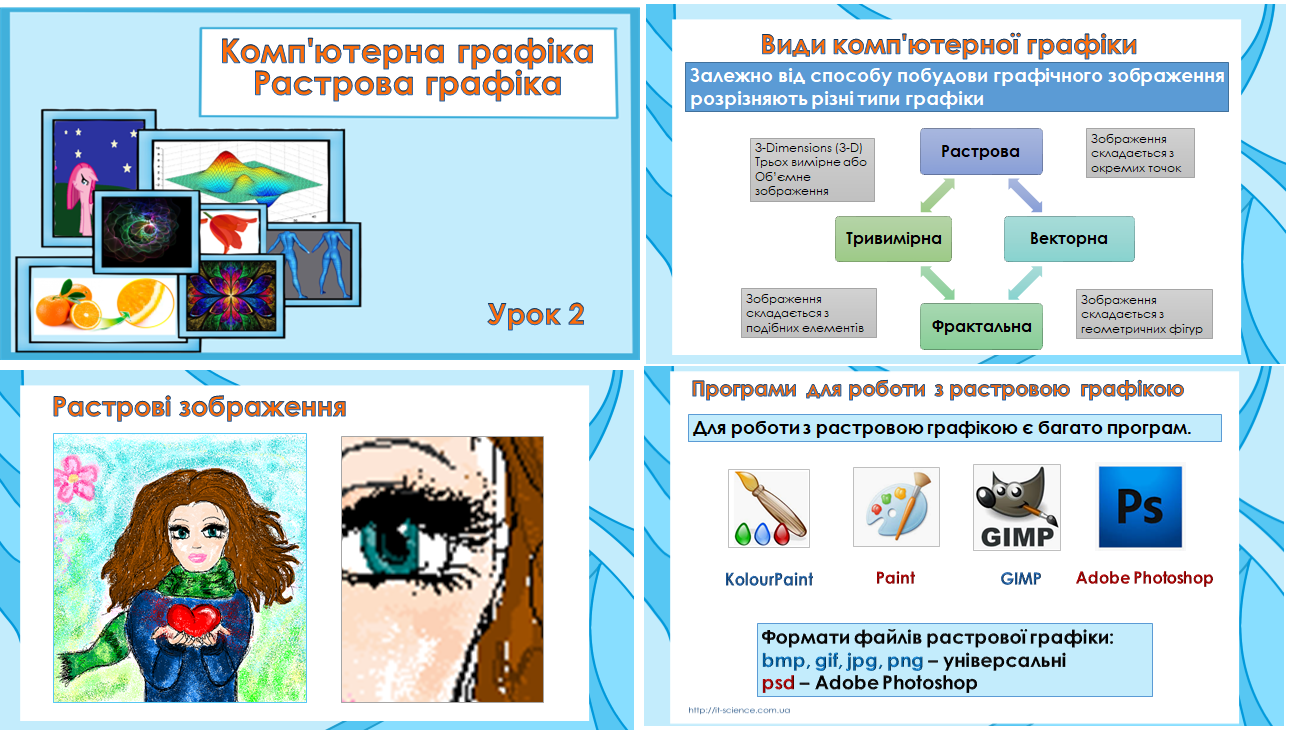 Комп'ютерна графіка
Растрова графіка
Урок 2
Види комп'ютерної графіки
Залежно від способу побудови графічного зображення
розрізняють різні типи графіки
3-Dimensions (3-D)
Трьох вимірне або
Об'ємне
зображення
Растрова
Зображення
складається з
окремих точок
Тривимірна
Векторна
Зображення
складається з
подібних елементів
Фрактальна
Зображення
складається з
геометричних фігур
Растрові зображення
Програми для роботи з растровою графікою
Для роботи з растровою графікою є багато програм.
GIMP
Ps
KolourPaint
Paint
GIMP
Adobe Photoshop
Формати файлів растрової графіки:
bmp, gif, jpg, png – універсальні
psd – Adobe Photoshop
http://it-science.com.ua